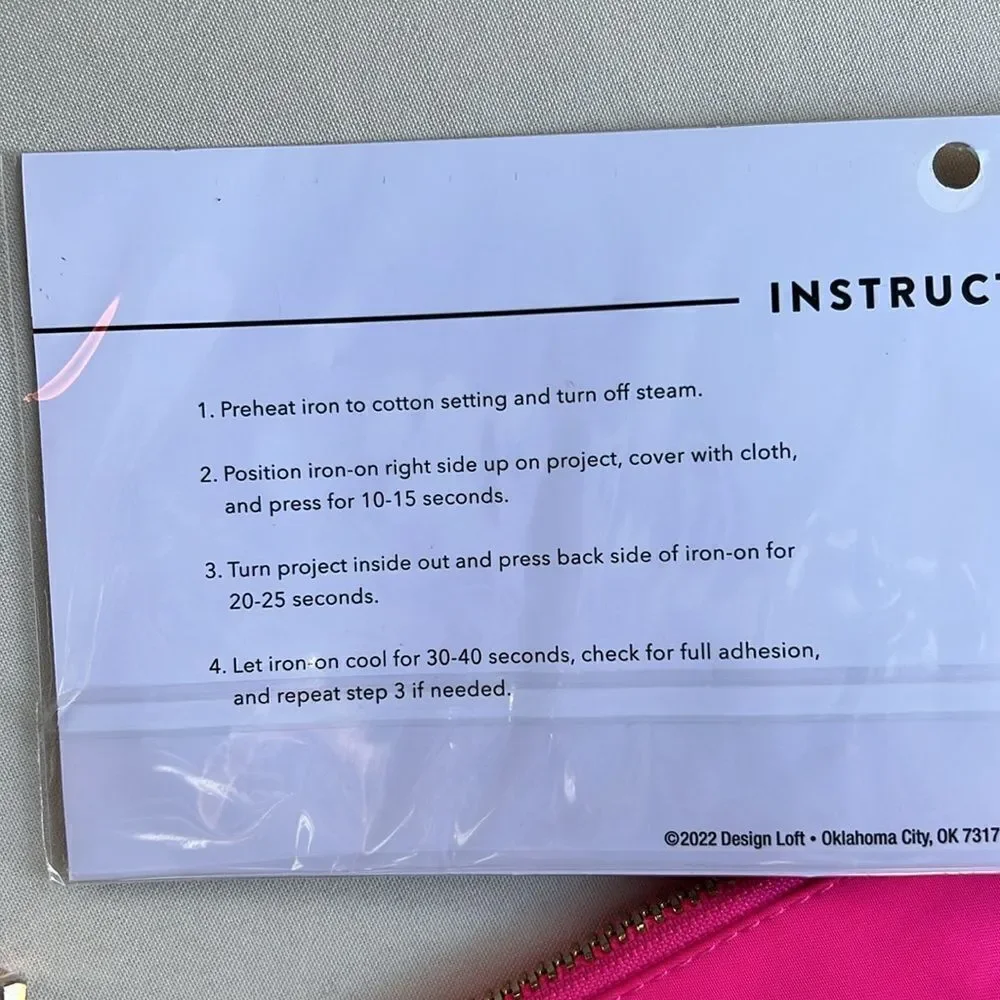 INSTRUC
1. Preheat iron to cotton setting and turn off steam.
2. Position iron-on right side up on project, cover with cloth,
and press for 10-15 seconds.
3. Turn project inside out and press back side of iron-on for
20-25 seconds.
4. Let iron-on cool for 30-40 seconds, check for full adhesion,
and repeat step 3 if needed.
©2022 Design Loft • Oklahoma City, OK 7317